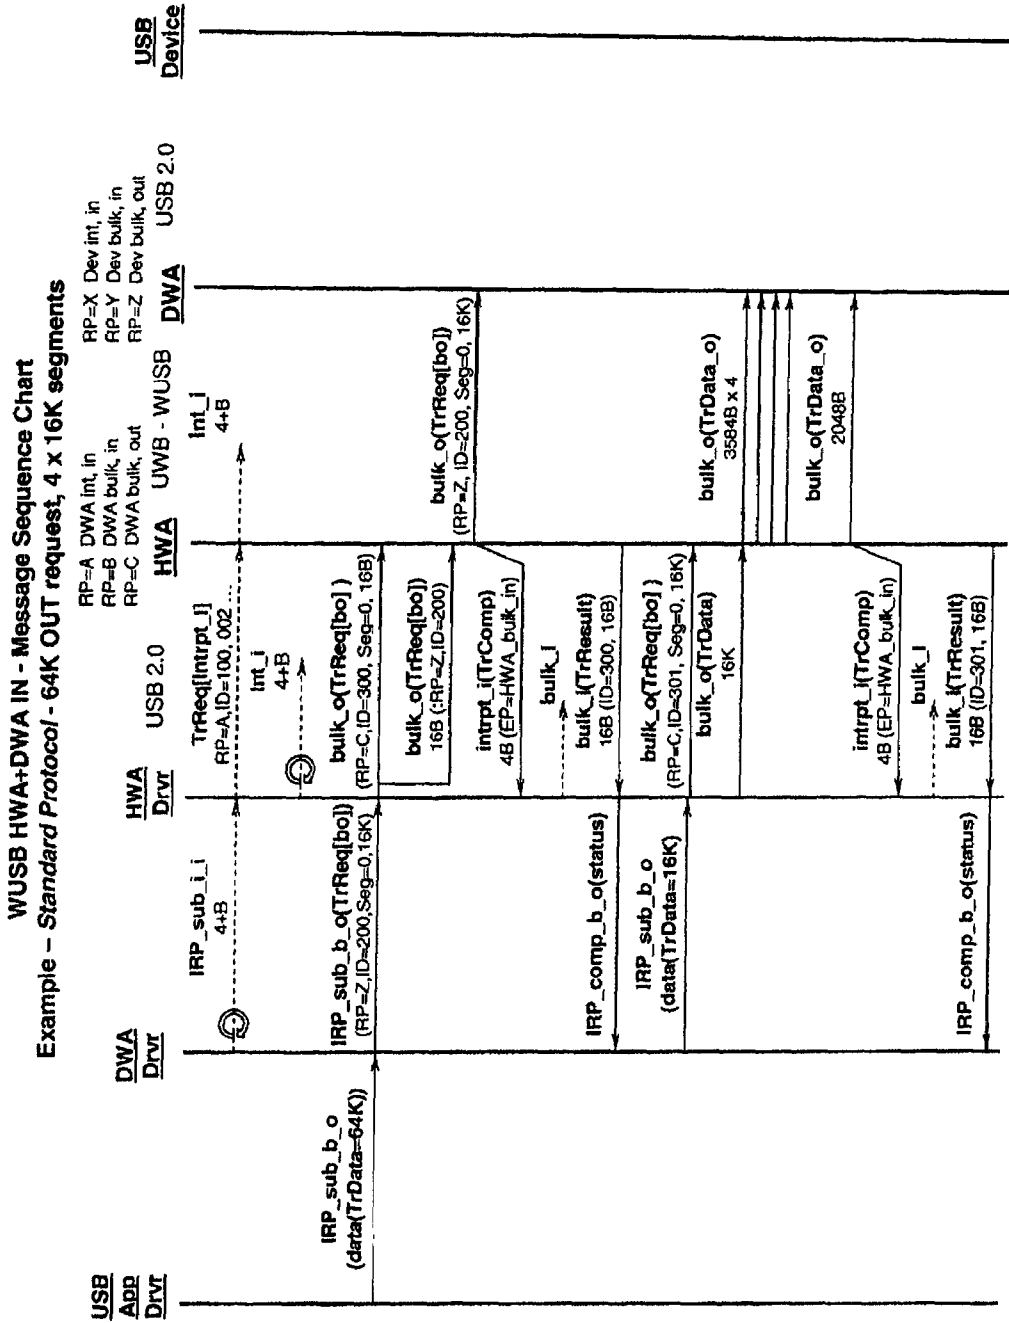 WUSB HWA+DWA IN - Message Sequence Chart
Example – Standard Protocol - 64K OUT request, 4 x 16K segments
RP=A DWA int, in
RP=B DWA bulk, in
RP=C DWA bulk, out
RP=X Dev int, in
RP=Y Dev bulk, in
RP=Z Dev bulk, out
USB
App
Drvr
DWA
Drvr
HWA
Drvr
USB 2.0
HWA
UWB - WUSB
DWA
USB 2.0
USB
Device
IRP_sub_i_i
4+B
TrReq[Intrpt_i]
RP=A,ID=100, 002 ...
Int_i
4+B
Int_i
4+B
IRP_sub_b_o
(data(TrData=64K))
IRP_sub_b_o(TrReq[bo])
(RP=Z,ID=200,Seg=0,16K)
bulk_o(TrReq[bo] )
(RP=C,ID=300, Seg=0, 16B)
bulk_o(TrReq[bo])
16B (:RP=Z,ID=200)
bulk_o(TrReq[bo])
(RP=Z, ID=200, Seg=0, 16K)
intrpt_i(TrComp)
4B (EP=HWA_bulk_in)
bulk_i
bulk_i(TrResult)
16B (ID=300, 16B)
IRP_comp_b_o(status)
IRP_sub_b_o
(data(TrData=16K)
bulk_o(TrReq[bo] )
(RP=C,ID=301, Seg=0, 16K)
bulk_o(TrData)
16K
bulk_o(TrData_o)
3584B x 4
bulk_o(TrData_o)
2048B
intrpt_i(TrComp)
4B (EP=HWA_bulk_in)
bulk_i
bulk_i(TrResult)
16B (ID=301, 16B)
IRP_comp_b_o(status)